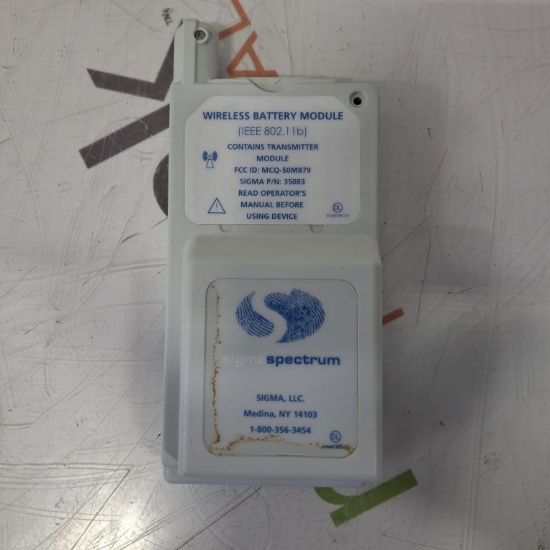 WIRELESS BATTERY MODULE
(IEEE 802.11b)
CONTAINS TRANSMITTER
MODULE
FCC ID: MCQ-50M879
SIGMA P/N: 35083
READ OPERATOR'S
MANUAL BEFORE
USING DEVICE
sigmaspectrum
SIGMA, LLC.
Medina, NY 14103
1-800-356-3454